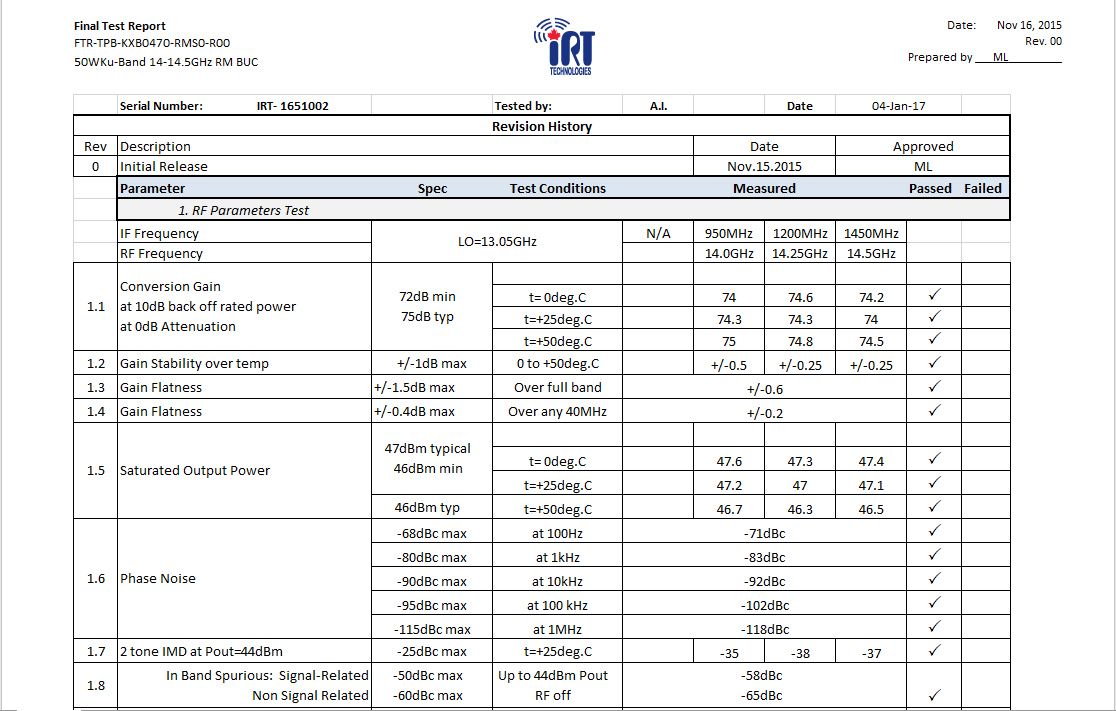 Final Test Report
FTR-TPB-KXB0470-RMS0-R00
50WKu-Band 14-14.5GHz RM BUC
iRT
TECHNOLOGIES
Date: Nov 16, 2015
Rev. 00
Prepared by ML
Serial Number: IRT- 1651002 Tested by: A.I. Date 04-Jan-17
Revision History
Rev Description Date Approved
0 Initial Release Nov.15.2015 ML
Parameter Spec Test Conditions Measured Passed Failed
1. RF Parameters Test
IF Frequency LO=13.05GHz N/A 950MHz 1200MHz 1450MHz
RF Frequency 14.0GHz 14.25GHz 14.5GHz
1.1 Conversion Gain
at 10dB back off rated power
at 0dB Attenuation
72dB min
75dB typ
t= 0deg.C 74 74.6 74.2 ✓
t=+25deg.C 74.3 74.3 74 ✓
t=+50deg.C 75 74.8 74.5 ✓
1.2 Gain Stability over temp +/-1dB max 0 to +50deg.C +/-0.5 +/-0.25 +/-0.25 ✓
1.3 Gain Flatness +/-1.5dB max Over full band +/-0.6 ✓
1.4 Gain Flatness +/-0.4dB max Over any 40MHz +/-0.2 ✓
1.5 Saturated Output Power
47dBm typical
46dBm min
t= 0deg.C 47.6 47.3 47.4 ✓
t=+25deg.C 47.2 47 47.1 ✓
46dBm typ t=+50deg.C 46.7 46.3 46.5 ✓
1.6 Phase Noise
-68dBc max at 100Hz -71dBc ✓
-80dBc max at 1kHz -83dBc ✓
-90dBc max at 10kHz -92dBc ✓
-95dBc max at 100 kHz -102dBc ✓
-115dBc max at 1MHz -118dBc ✓
1.7 2 tone IMD at Pout=44dBm -25dBc max t=+25deg.C -35 -38 -37 ✓
1.8 In Band Spurious: Signal-Related -50dBc max Up to 44dBm Pout -58dBc
Non Signal Related -60dBc max RF off -65dBc ✓